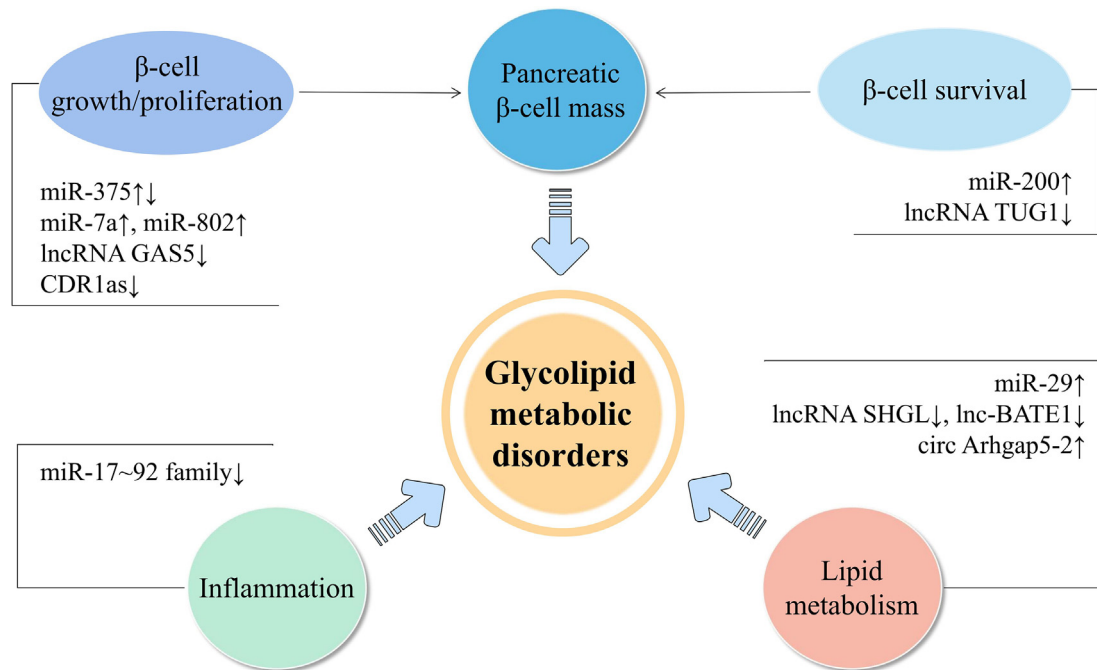 β-cell
growth/proliferation
Pancreatic
β-cell mass
β-cell survival
miR-375↑↓
miR-7a↑, miR-802↑
lncRNA GAS5↓
CDR1as↓
miR-200↑
lncRNA TUG1↓
Glycolipid
metabolic
disorders
miR-29↑
lncRNA SHGL↓, lnc-BATE1↓
circ Arhgap5-2↑
miR-17~92 family↓
Inflammation
Lipid
metabolism